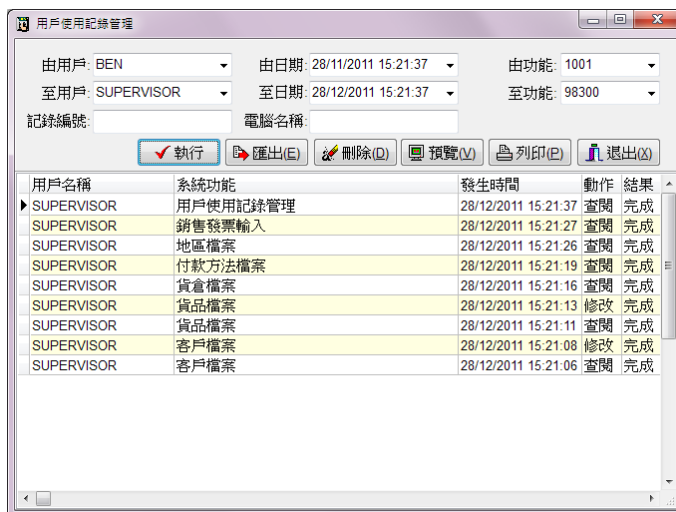 用戶使用記錄管理
由用戶: BEN 由日期: 28/11/2011 15:21:37 由功能: 1001
至用戶: SUPERVISOR 至日期: 28/12/2011 15:21:37 至功能: 98300
記錄編號: 電腦名稱:
執行 匯出(E) 刪除(D) 預覽(V) 列印(P) 退出(X)
用戶名稱 系統功能 發生時間 動作 結果
SUPERVISOR 用戶使用記錄管理 28/12/2011 15:21:37 查閱 完成
SUPERVISOR 銷售發票輸入 28/12/2011 15:21:27 查閱 完成
SUPERVISOR 地區檔案 28/12/2011 15:21:26 查閱 完成
SUPERVISOR 付款方法檔案 28/12/2011 15:21:19 查閱 完成
SUPERVISOR 貨倉檔案 28/12/2011 15:21:16 查閱 完成
SUPERVISOR 貨品檔案 28/12/2011 15:21:13 修改 完成
SUPERVISOR 貨品檔案 28/12/2011 15:21:11 查閱 完成
SUPERVISOR 客戶檔案 28/12/2011 15:21:08 修改 完成
SUPERVISOR 客戶檔案 28/12/2011 15:21:06 查閱 完成